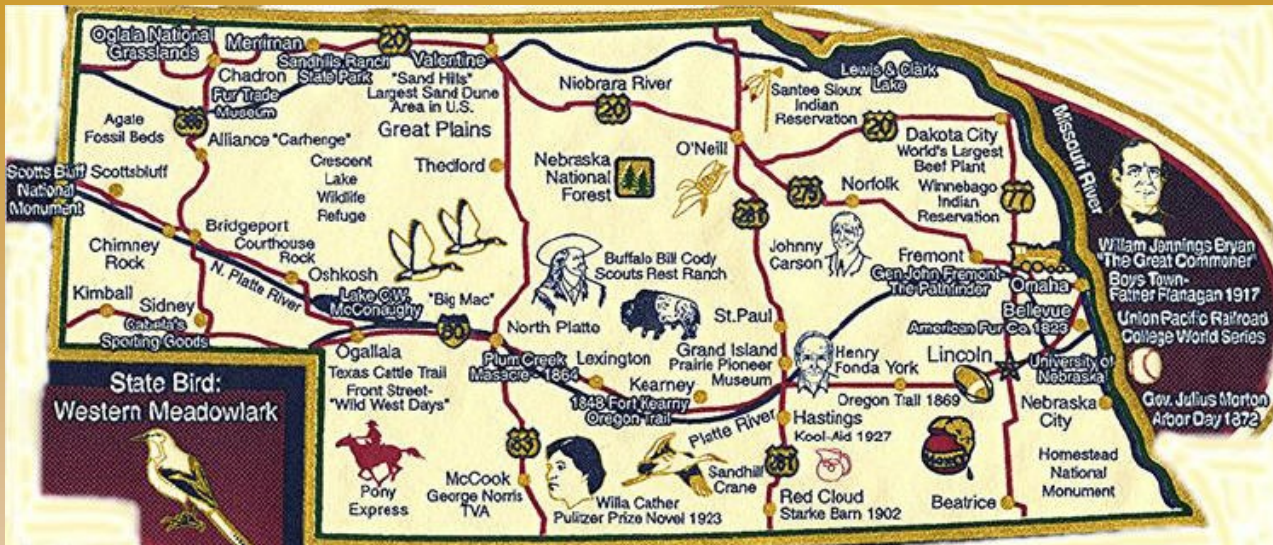 Oglala National
Grasslands
Merriman
20
Valentine
Sandhills Ranch
State Park
Chadron
Fur Trade
Museum
"Sand Hills"
Largest Sand Dune
Area in U.S.
Great Plains
Niobrara River
20
Santee Sioux
Indian
Reservation
Lewis & Clark
Lake
20
Missouri River
Agate
Fossil Beds
385
Alliance "Carhenge"
Crescent
Lake
Wildlife
Refuge
Thedford
Nebraska
National
Forest
O'Neill
Dakota City
World's Largest
Beef Plant
Scotts Bluff
National
Monument
Scottsbluff
275
Norfolk
Winnebago
Indian
Reservation
77
281
Bridgeport
Courthouse
Rock
Chimney
Rock
Oshkosh
N. Platte River
Buffalo Bill Cody
Scouts Rest Ranch
Johnny
Carson
Fremont
Gen John Fremont-
The Pathfinder
Omaha
William Jennings Bryan
"The Great Commoner"
Boys Town-
Father Flanagan 1917
Union Pacific Railroad
College World Series
Gov. Julius Morton
Arbor Day 1872
Kimball
Sidney
Cabela's
Sporting Goods
Lake C.W.
McConaughy
"Big Mac"
80
North Platte
St.Paul
Bellevue
American Fur Co. 1823
Ogallala
Texas Cattle Trail
Front Street-
"Wild West Days"
Plum Creek
Masacre - 1864
Lexington
Kearney
1848 Fort Kearny
Oregon Trail
Grand Island
Prairie Pioneer
Museum
Henry
Fonda
York
Lincoln
University of
Nebraska
Oregon Trail 1869
Nebraska
City
Platte River
Hastings
Kool-Aid 1927
State Bird:
Western Meadowlark
Pony
Express
83
McCook
George Norris
TVA
Willa Cather
Pulitzer Prize Novel 1923
Sandhill
Crane
281
Red Cloud
Starke Barn 1902
Beatrice
Homestead
National
Monument